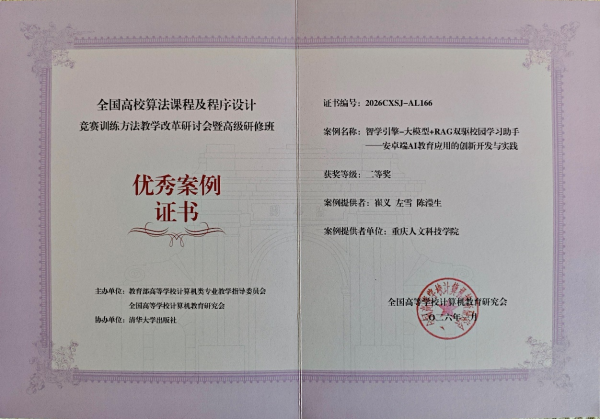 全国高校算法课程及程序设计
竞赛训练方法教学改革研讨会暨高级研修班
优秀案例
证书
主办单位：教育部高等学校计算机类专业教学指导委员会
全国高等学校计算机教育研究会
协办单位：清华大学出版社
证书编号：2026CXSJ-AL166
案例名称：智学引擎-大模型+RAG双驱校园学习助手
——安卓端AI教育应用的创新开发与实践
获奖等级：二等奖
案例提供者：崔义 左雪 陈滢生
案例提供者单位：重庆人文科技学院
全国高等学校计算机教育研究会